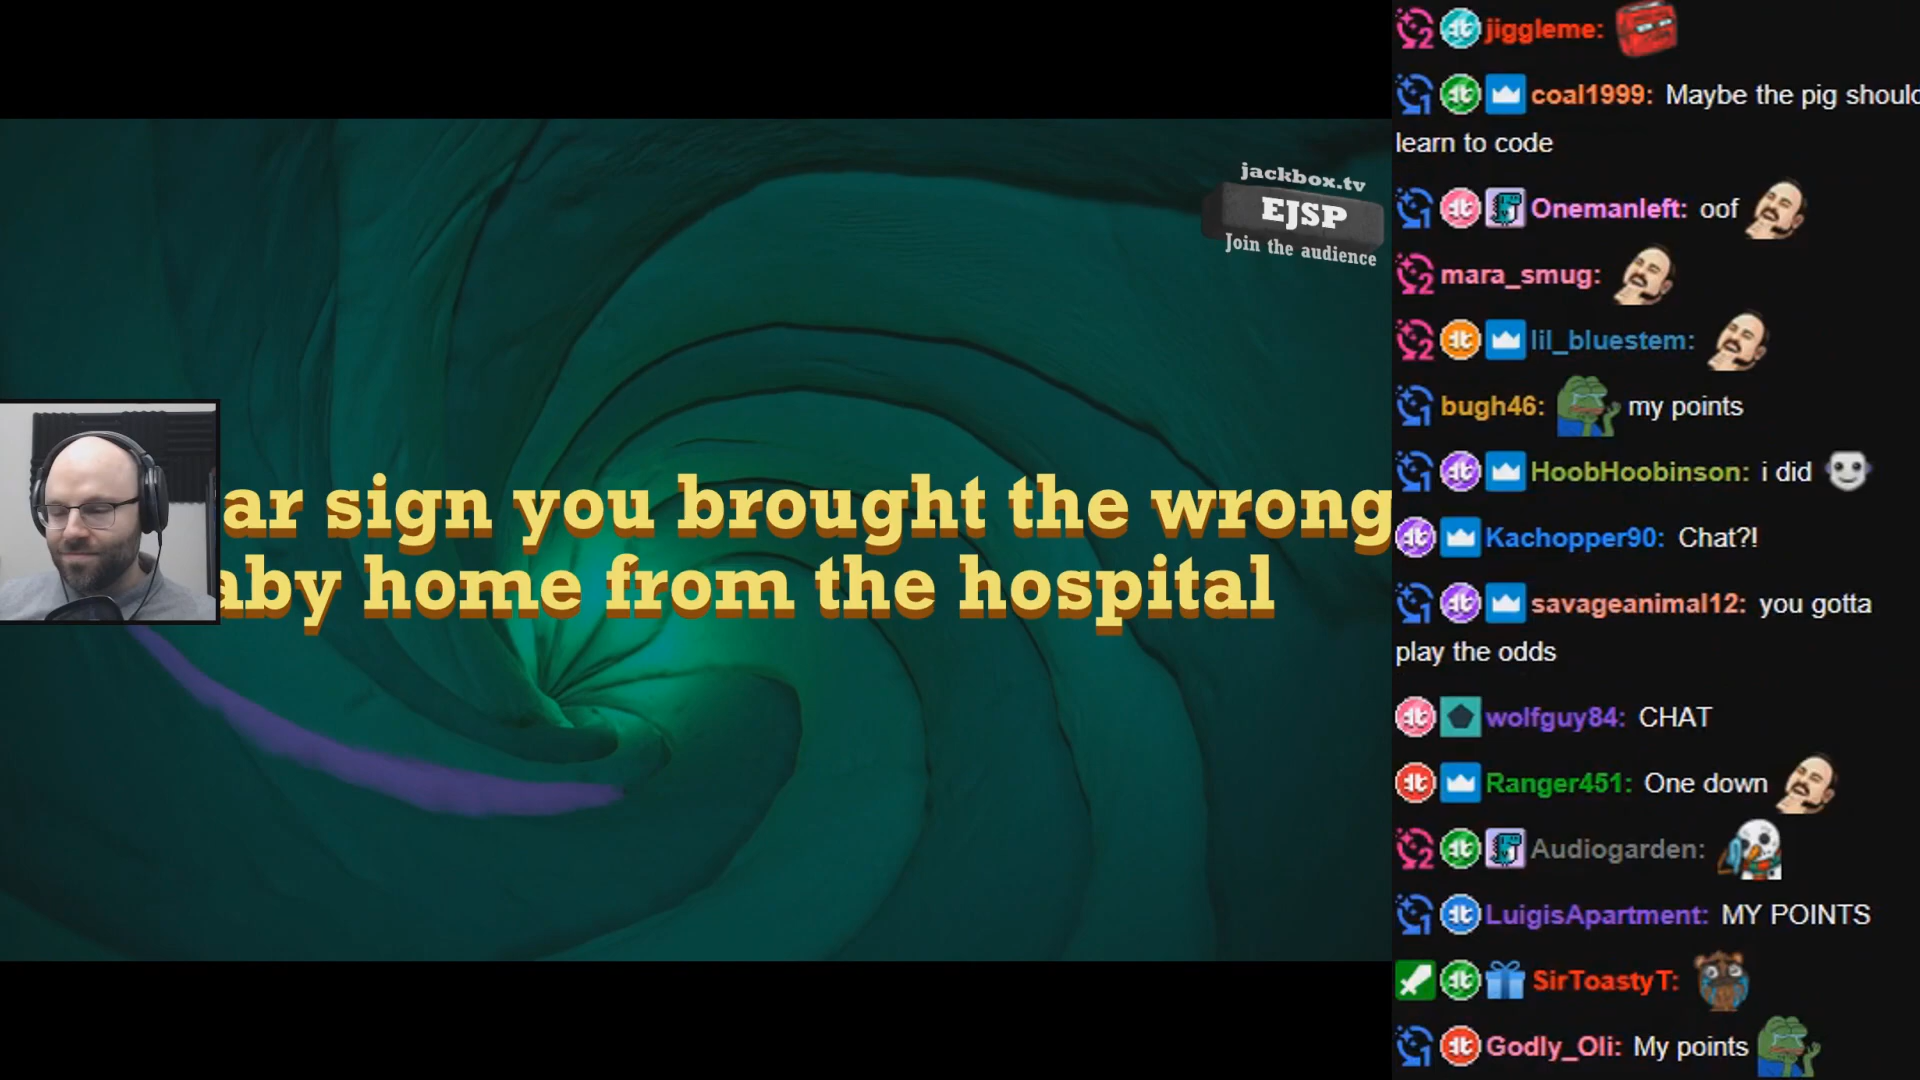 jackbox.tv
EJSP
Join the audience
ar sign you brought the wrong
aby home from the hospital
jiggleme:
coal1999: Maybe the pig should
learn to code
Onemanleft: oof
mara_smug:
lil_bluestem:
bugh46: my points
HoobHoobinson: i did
Kachopper90: Chat?!
savageanimal12: you gotta
play the odds
wolfguy84: CHAT
Ranger451: One down
Audiogarden:
LuigisApartment: MY POINTS
SirToastyT:
Godly_Oli: My points